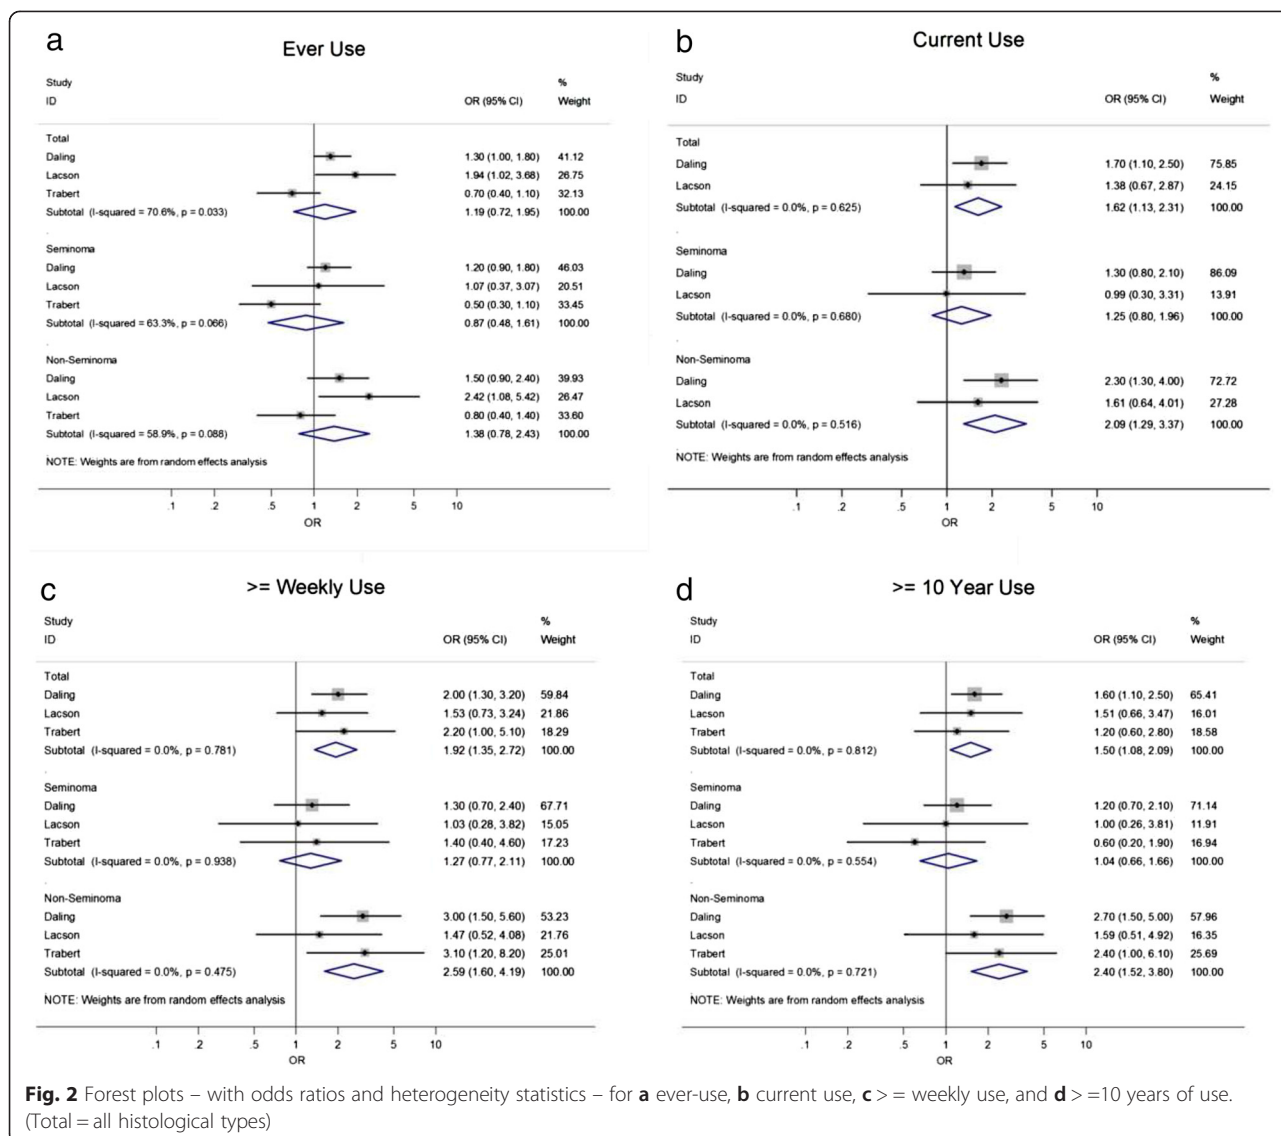 a
Ever Use
Study %
ID OR (95% CI) Weight
Total
Daling 1.30 (1.00, 1.80) 41.12
Lacson 1.94 (1.02, 3.68) 26.75
Trabert 0.70 (0.40, 1.10) 32.13
Subtotal (I-squared = 70.6%, p = 0.033) 1.19 (0.72, 1.95) 100.00
.
Seminoma
Daling 1.20 (0.90, 1.80) 46.03
Lacson 1.07 (0.37, 3.07) 20.51
Trabert 0.50 (0.30, 1.10) 33.45
Subtotal (I-squared = 63.3%, p = 0.066) 0.87 (0.48, 1.61) 100.00
.
Non-Seminoma
Daling 1.50 (0.90, 2.40) 39.93
Lacson 2.42 (1.08, 5.42) 26.47
Trabert 0.80 (0.40, 1.40) 33.60
Subtotal (I-squared = 58.9%, p = 0.088) 1.38 (0.78, 2.43) 100.00
NOTE: Weights are from random effects analysis
.1 .2 .5 1 2 5 10
OR
b
Current Use
Study %
ID OR (95% CI) Weight
Total
Daling 1.70 (1.10, 2.50) 75.85
Lacson 1.38 (0.67, 2.87) 24.15
Subtotal (I-squared = 0.0%, p = 0.625) 1.62 (1.13, 2.31) 100.00
.
Seminoma
Daling 1.30 (0.80, 2.10) 86.09
Lacson 0.99 (0.30, 3.31) 13.91
Subtotal (I-squared = 0.0%, p = 0.680) 1.25 (0.80, 1.96) 100.00
.
Non-Seminoma
Daling 2.30 (1.30, 4.00) 72.72
Lacson 1.61 (0.64, 4.01) 27.28
Subtotal (I-squared = 0.0%, p = 0.516) 2.09 (1.29, 3.37) 100.00
NOTE: Weights are from random effects analysis
.1 .2 .5 1 2 5 10
OR
c
>= Weekly Use
Study %
ID OR (95% CI) Weight
Total
Daling 2.00 (1.30, 3.20) 59.84
Lacson 1.53 (0.73, 3.24) 21.86
Trabert 2.20 (1.00, 5.10) 18.29
Subtotal (I-squared = 0.0%, p = 0.781) 1.92 (1.35, 2.72) 100.00
.
Seminoma
Daling 1.30 (0.70, 2.40) 67.71
Lacson 1.03 (0.28, 3.82) 15.05
Trabert 1.40 (0.40, 4.60) 17.23
Subtotal (I-squared = 0.0%, p = 0.938) 1.27 (0.77, 2.11) 100.00
.
Non-Seminoma
Daling 3.00 (1.50, 5.60) 53.23
Lacson 1.47 (0.52, 4.08) 21.76
Trabert 3.10 (1.20, 8.20) 25.01
Subtotal (I-squared = 0.0%, p = 0.475) 2.59 (1.60, 4.19) 100.00
NOTE: Weights are from random effects analysis
.1 .2 .5 1 2 5 10
OR
d
>= 10 Year Use
Study %
ID OR (95% CI) Weight
Total
Daling 1.60 (1.10, 2.50) 65.41
Lacson 1.51 (0.66, 3.47) 16.01
Trabert 1.20 (0.60, 2.80) 18.58
Subtotal (I-squared = 0.0%, p = 0.812) 1.50 (1.08, 2.09) 100.00
.
Seminoma
Daling 1.20 (0.70, 2.10) 71.14
Lacson 1.00 (0.26, 3.81) 11.91
Trabert 0.60 (0.20, 1.90) 16.94
Subtotal (I-squared = 0.0%, p = 0.554) 1.04 (0.66, 1.66) 100.00
.
Non-Seminoma
Daling 2.70 (1.50, 5.00) 57.96
Lacson 1.59 (0.51, 4.92) 16.35
Trabert 2.40 (1.00, 6.10) 25.69
Subtotal (I-squared = 0.0%, p = 0.721) 2.40 (1.52, 3.80) 100.00
NOTE: Weights are from random effects analysis
.1 .2 .5 1 2 5 10
OR
Fig. 2 Forest plots – with odds ratios and heterogeneity statistics – for a ever-use, b current use, c > = weekly use, and d > =10 years of use.
(Total = all histological types)